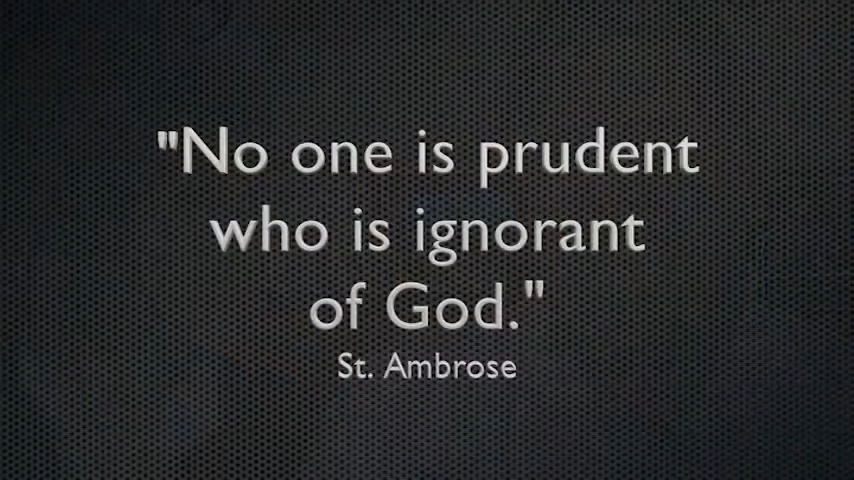 "No one is prudent
who is ignorant
of God."
St. Ambrose